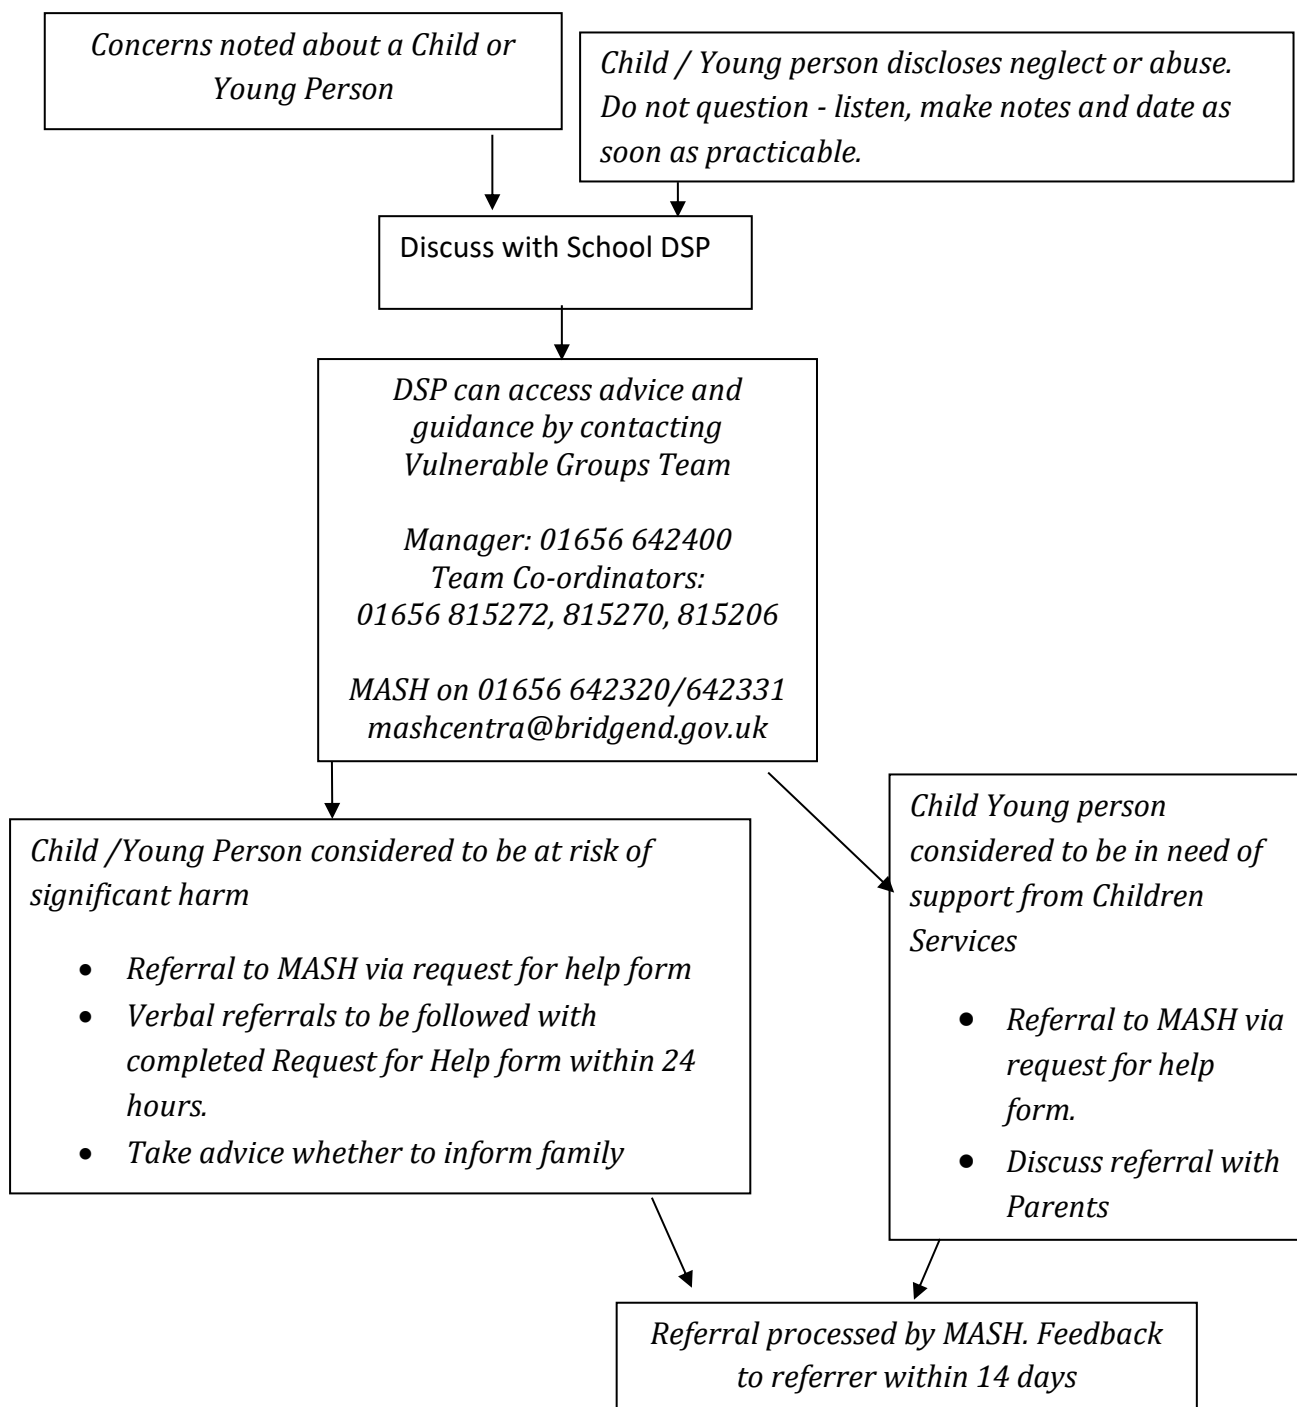 Concerns noted about a Child or
Young Person
Child / Young person discloses neglect or abuse.
Do not question - listen, make notes and date as
soon as practicable.
Discuss with School DSP
DSP can access advice and
guidance by contacting
Vulnerable Groups Team
Manager: 01656 642400
Team Co-ordinators:
01656 815272, 815270, 815206
MASH on 01656 642320/642331
mashcentra@bridgend.gov.uk
Child /Young Person considered to be at risk of
significant harm
• Referral to MASH via request for help form
• Verbal referrals to be followed with
completed Request for Help form within 24
hours.
• Take advice whether to inform family
Child Young person
considered to be in need of
support from Children
Services
• Referral to MASH via
request for help
form.
• Discuss referral with
Parents
Referral processed by MASH. Feedback
to referrer within 14 days